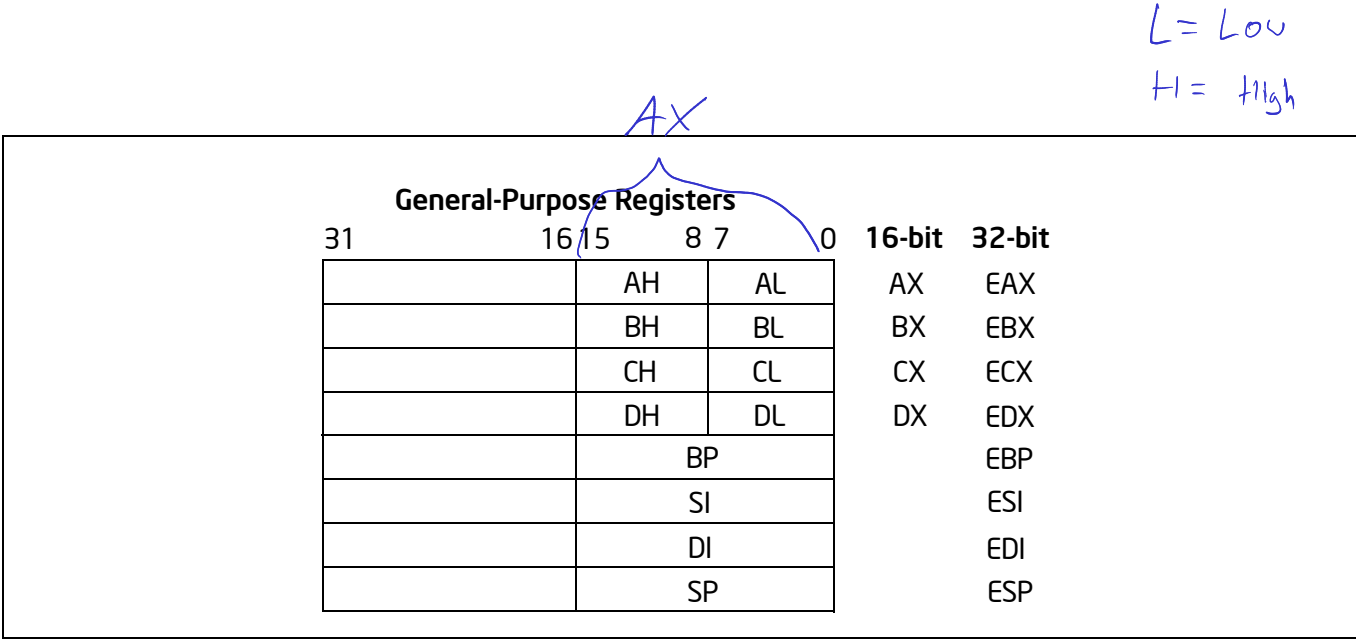 L = Low
H = High
AX
General-Purpose Registers
31 16 15 8 7 0 16-bit 32-bit
AH AL AX EAX
BH BL BX EBX
CH CL CX ECX
DH DL DX EDX
BP EBP
SI ESI
DI EDI
SP ESP